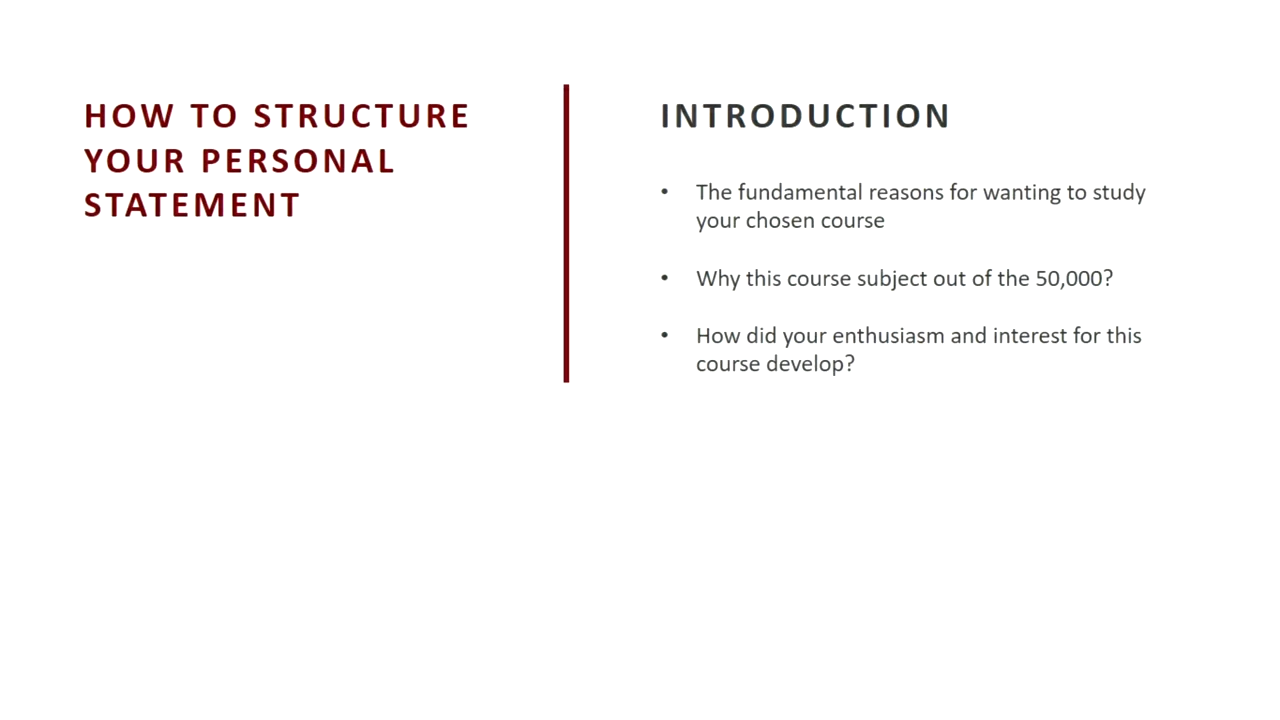 HOW TO STRUCTURE
YOUR PERSONAL
STATEMENT
INTRODUCTION
• The fundamental reasons for wanting to study
your chosen course
• Why this course subject out of the 50,000?
• How did your enthusiasm and interest for this
course develop?